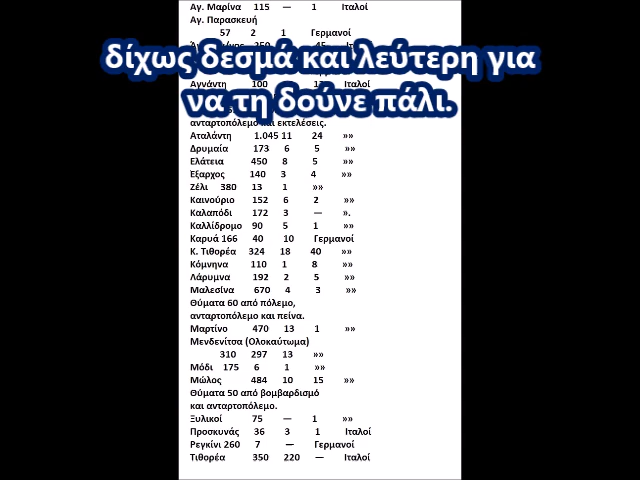 Αγ. Μαρίνα 115 — 1 Ιταλοί
Αγ. Παρασκευή
57 2 1 Γερμανοί
δίχως δεσμά και λεύτερη για
Αγνάντη 100 Ιταλοί
να τη δούνε πάλι.
ανταρτοπόλεμο και εκτελέσεις.
Αταλάντη 1.045 11 24 »»
Δρυμαία 173 6 5 »»
Ελάτεια 450 8 5 »»
Έξαρχος 140 3 4 »»
Ζέλι 380 13 1 »»
Καινούριο 152 6 2 »»
Καλαπόδι 172 3 — ».
Καλλίδρομο 90 5 1 »»
Καρυά 166 40 10 Γερμανοί
Κ. Τιθορέα 324 18 40 »»
Κόμνηνα 110 1 8 »»
Λάρυμνα 192 2 5 »»
Μαλεσίνα 670 4 3 »»
Θύματα 60 από πόλεμο,
ανταρτοπόλεμο και πείνα.
Μαρτίνο 470 13 1 »»
Μενδενίτσα (Ολοκαύτωμα)
310 297 13 »»
Μόδι 175 6 1 »»
Μώλος 484 10 15 »»
Θύματα 50 από βομβαρδισμό
και ανταρτοπόλεμο.
Ξυλικοί 75 — 1 »»
Προσκυνάς 36 3 1 Ιταλοί
Ρεγκίνι 260 7 — Γερμανοί
Τιθορέα 350 220 — Ιταλοί